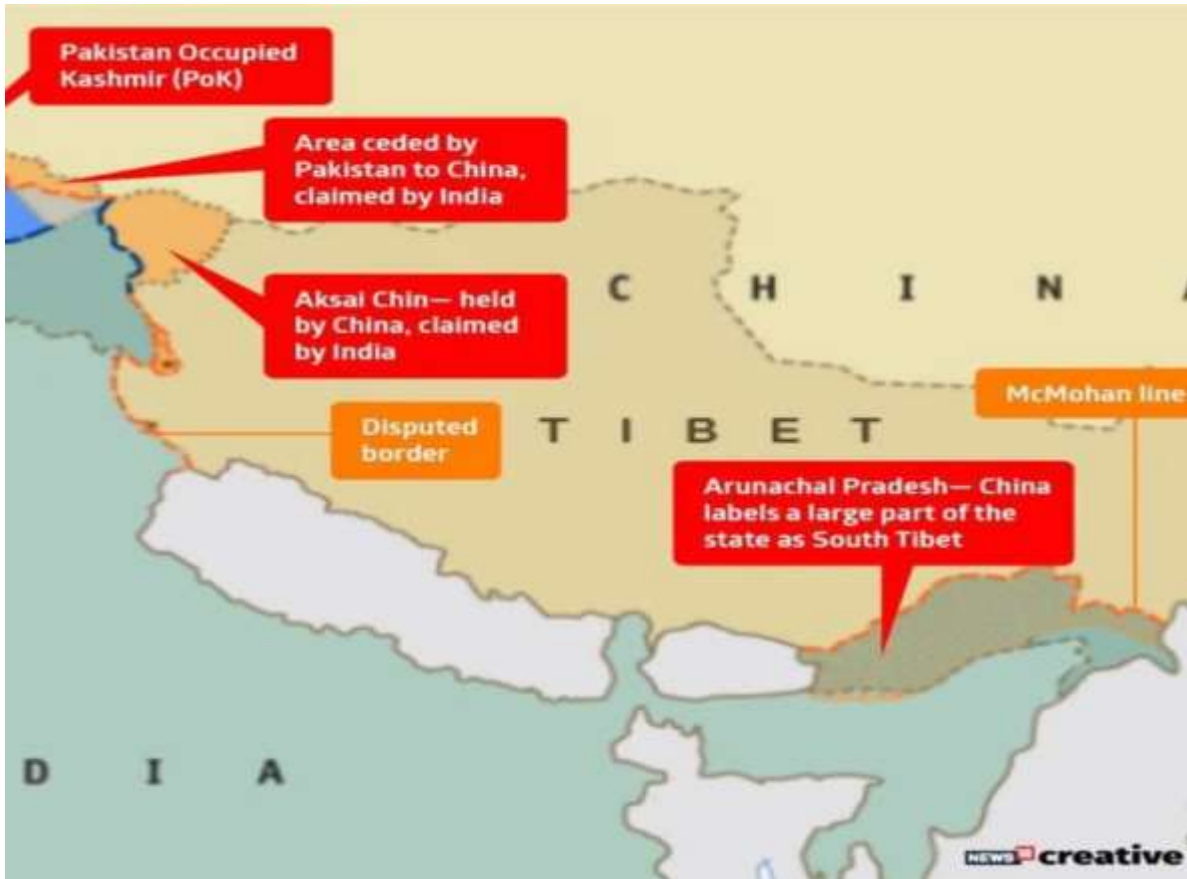 Pakistan Occupied
Kashmir (PoK)
Area ceded by
Pakistan to China,
claimed by India
Aksai Chin— held
by China, claimed
by India
C H I N A
McMohan line
Disputed
border
T I B E T
Arunachal Pradesh— China
labels a large part of the
state as South Tibet
D I A
NEWS creative